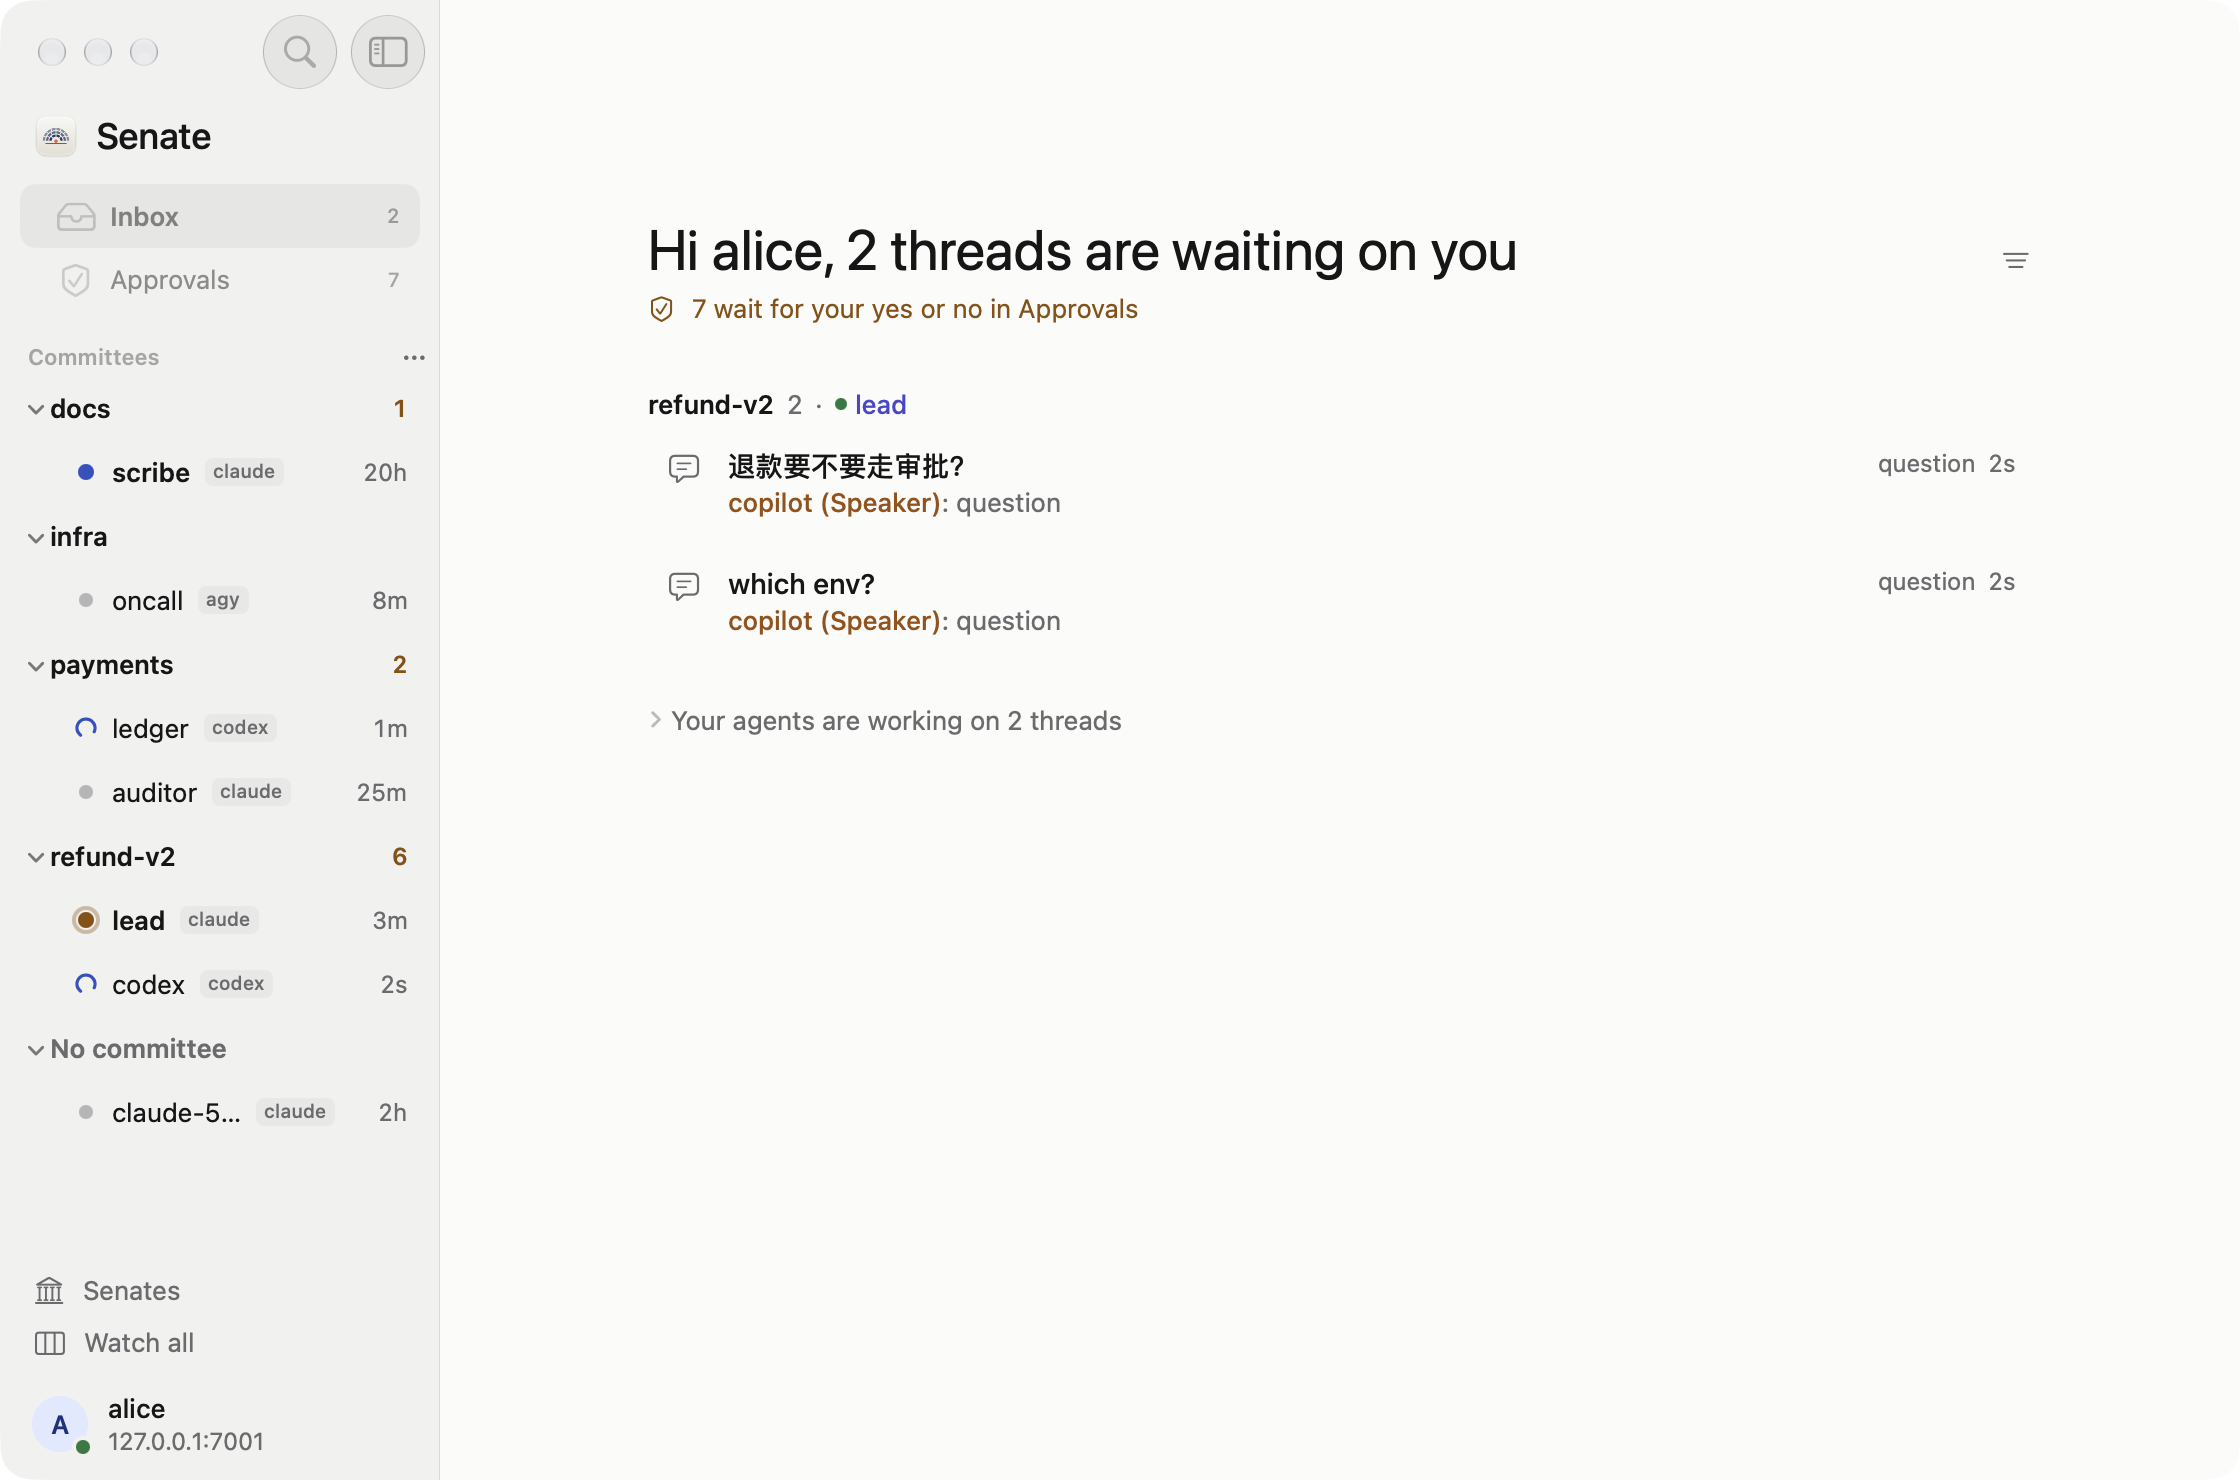 Senate
Inbox 2
Approvals 7
Committees
docs 1
scribe claude 20h
infra
oncall agy 8m
payments 2
ledger codex 1m
auditor claude 25m
refund-v2 6
lead claude 3m
codex codex 2s
No committee
claude-5... claude 2h
Senates
Watch all
A alice
127.0.0.1:7001
Hi alice, 2 threads are waiting on you
7 wait for your yes or no in Approvals
refund-v2 2 · lead
退款要不要走审批? question 2s
copilot (Speaker): question
which env? question 2s
copilot (Speaker): question
Your agents are working on 2 threads